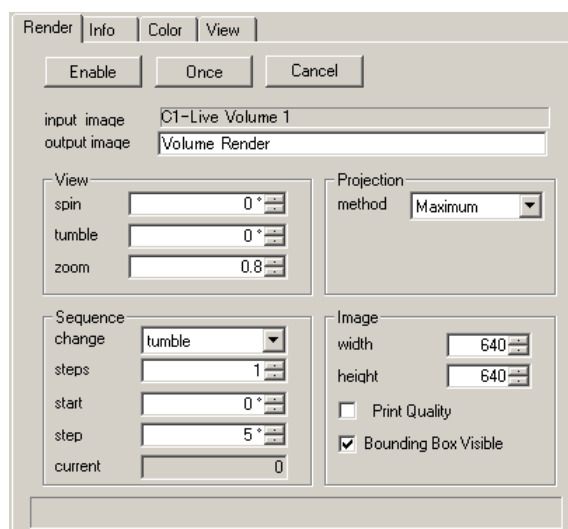 Render Info Color View
Enable Once Cancel
input image C1-Live Volume 1
output image Volume Render
View
spin 0 °
tumble 0 °
zoom 0.8
Projection
method Maximum
Sequence
change tumble
steps 1
start 0 °
step 5 °
current 0
Image
width 640
height 640
Print Quality
Bounding Box Visible